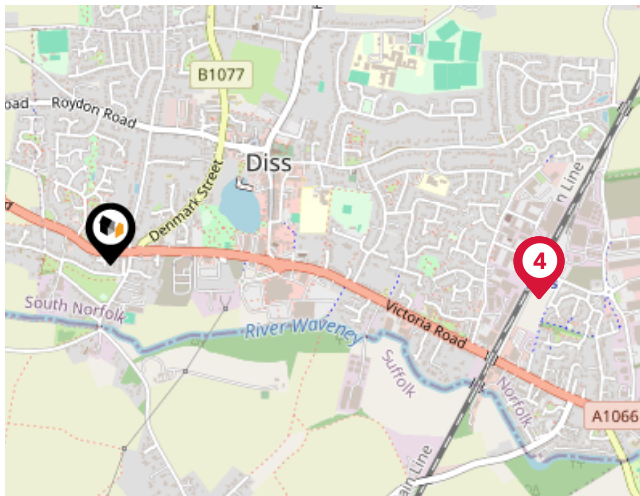 B1077
oad
Roydon Road
Diss
n Line
Denmark Street
d
4
South Norfolk
River Waveney
Victoria Road
Suffolk
Norfolk
A1066
ain Line